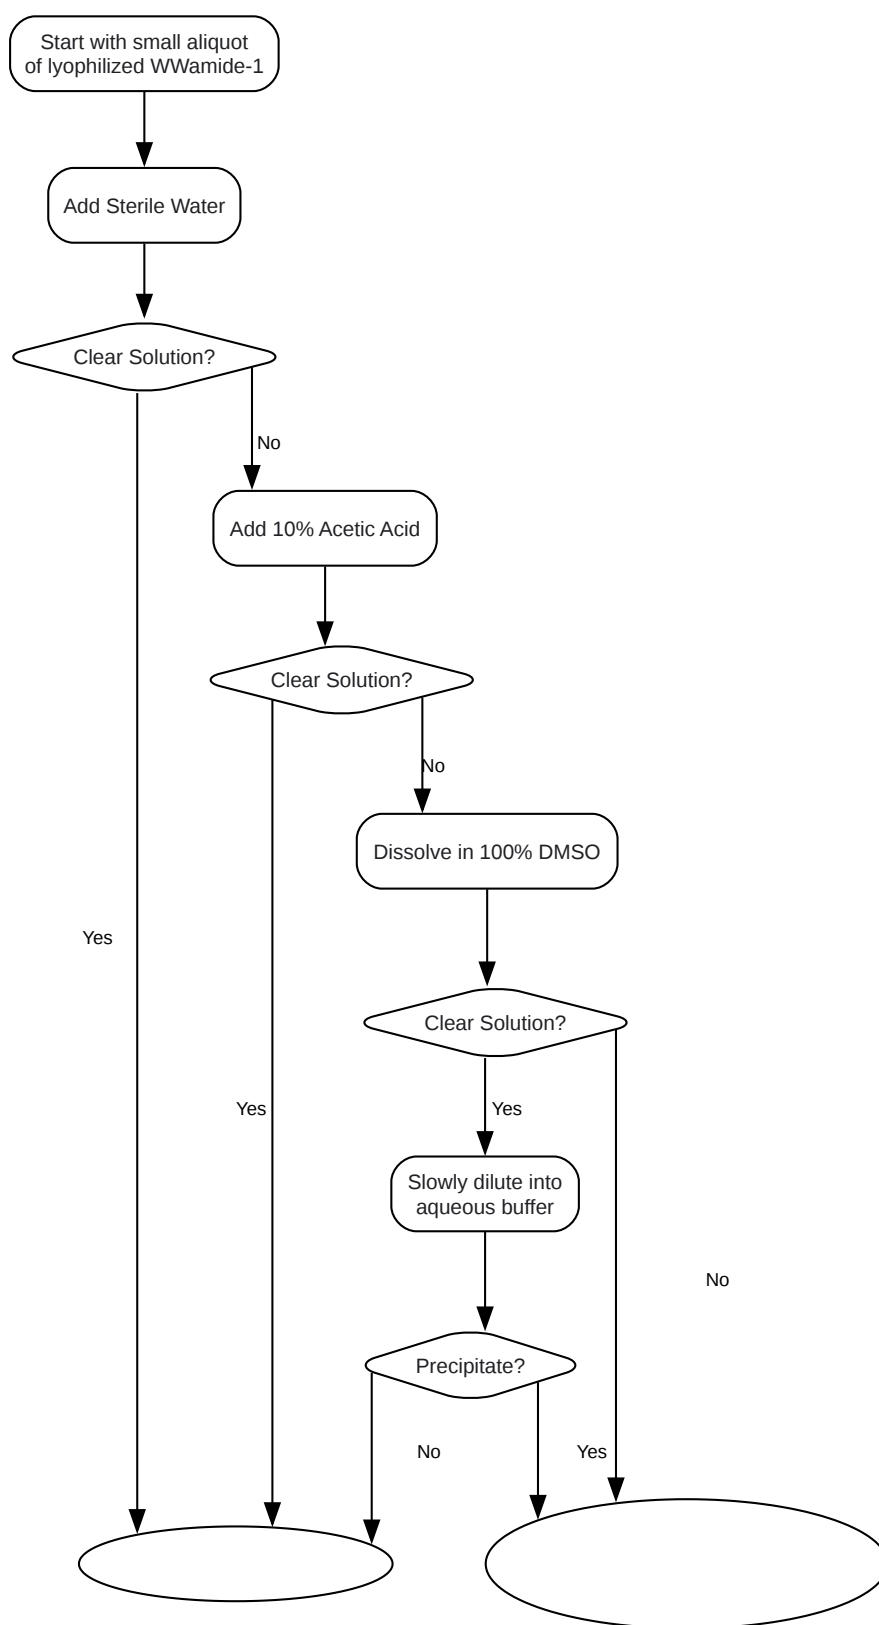 Start with small aliquot
of lyophilized WWamide-1
Add Sterile Water
Clear Solution?
No
Add 10% Acetic Acid
Clear Solution?
No
Dissolve in 100% DMSO
Yes
Clear Solution?
Yes
Yes
Slowly dilute into
aqueous buffer
No
Precipitate?
No
Yes